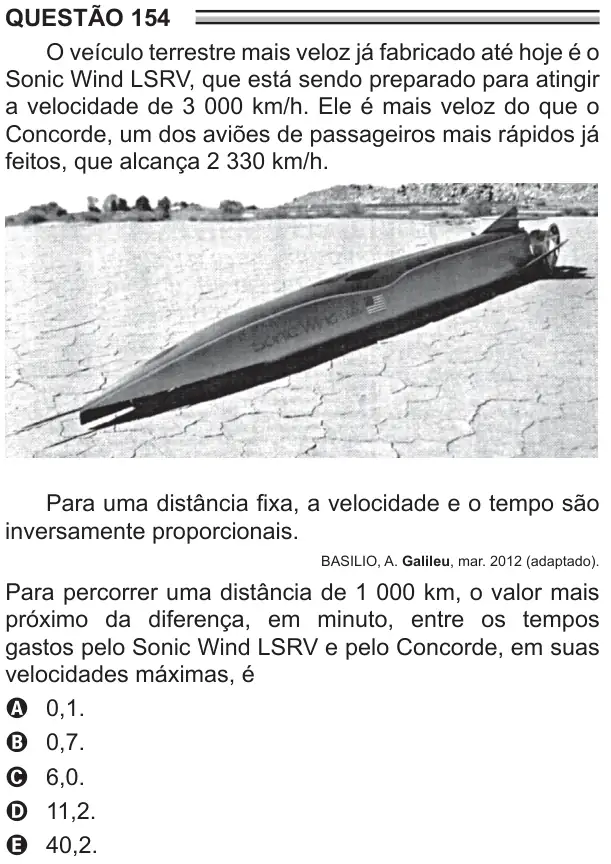 QUESTÃO 154
O veículo terrestre mais veloz já fabricado até hoje é o
Sonic Wind LSRV, que está sendo preparado para atingir
a velocidade de 3 000 km/h. Ele é mais veloz do que o
Concorde, um dos aviões de passageiros mais rápidos já
feitos, que alcança 2 330 km/h.
Sonic Wind
Para uma distância fixa, a velocidade e o tempo são
inversamente proporcionais.
BASILIO, A. Galileu, mar. 2012 (adaptado).
Para percorrer uma distância de 1 000 km, o valor mais
próximo da diferença, em minuto, entre os tempos
gastos pelo Sonic Wind LSRV e pelo Concorde, em suas
velocidades máximas, é
A 0,1.
B 0,7.
C 6,0.
D 11,2.
E 40,2.